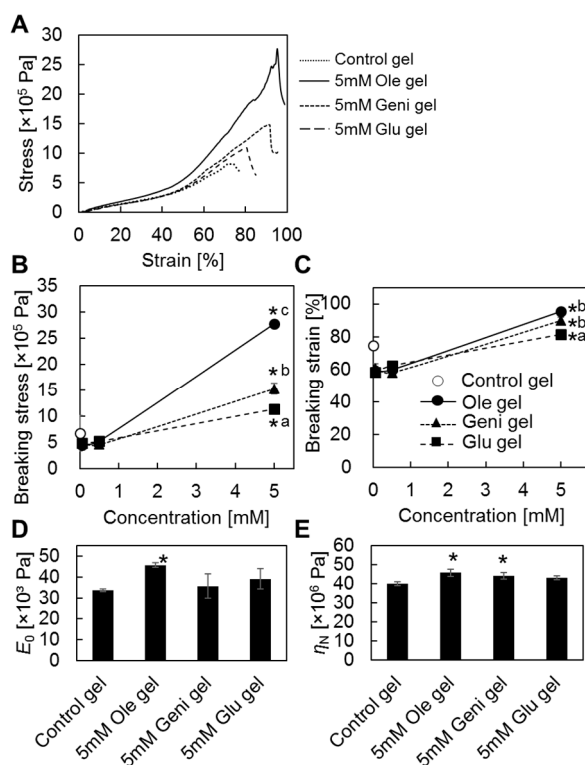 A
Stress [×10⁵ Pa]
30
25
20
15
10
5
0
0 20 40 60 80 100
Strain [%]
Control gel
5mM Ole gel
5mM Geni gel
5mM Glu gel
B
Breaking stress [×10⁵ Pa]
35
30
25
20
15
10
5
0
0 1 2 3 4 5
Concentration [mM]
*c
*b
*a
C
Breaking strain [%]
100
80
60
40
20
0
0 1 2 3 4 5
Concentration [mM]
*b
*b
*a
Control gel
Ole gel
Geni gel
Glu gel
D
E₀ [×10³ Pa]
50
40
30
20
10
0
*
Control gel
5mM Ole gel
5mM Geni gel
5mM Glu gel
E
ηN [×10⁶ Pa]
60
50
40
30
20
10
0
*
*
Control gel
5mM Ole gel
5mM Geni gel
5mM Glu gel